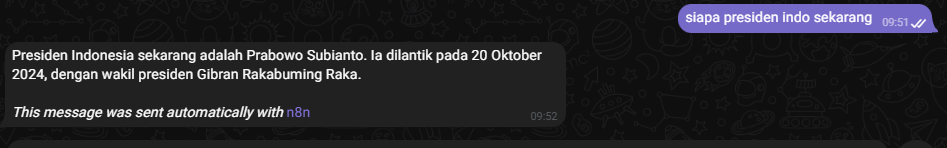 siapa presiden indo sekarang 09:51
Presiden Indonesia sekarang adalah Prabowo Subianto. Ia dilantik pada 20 Oktober
2024, dengan wakil presiden Gibran Rakabuming Raka.
This message was sent automatically with n8n
09:52